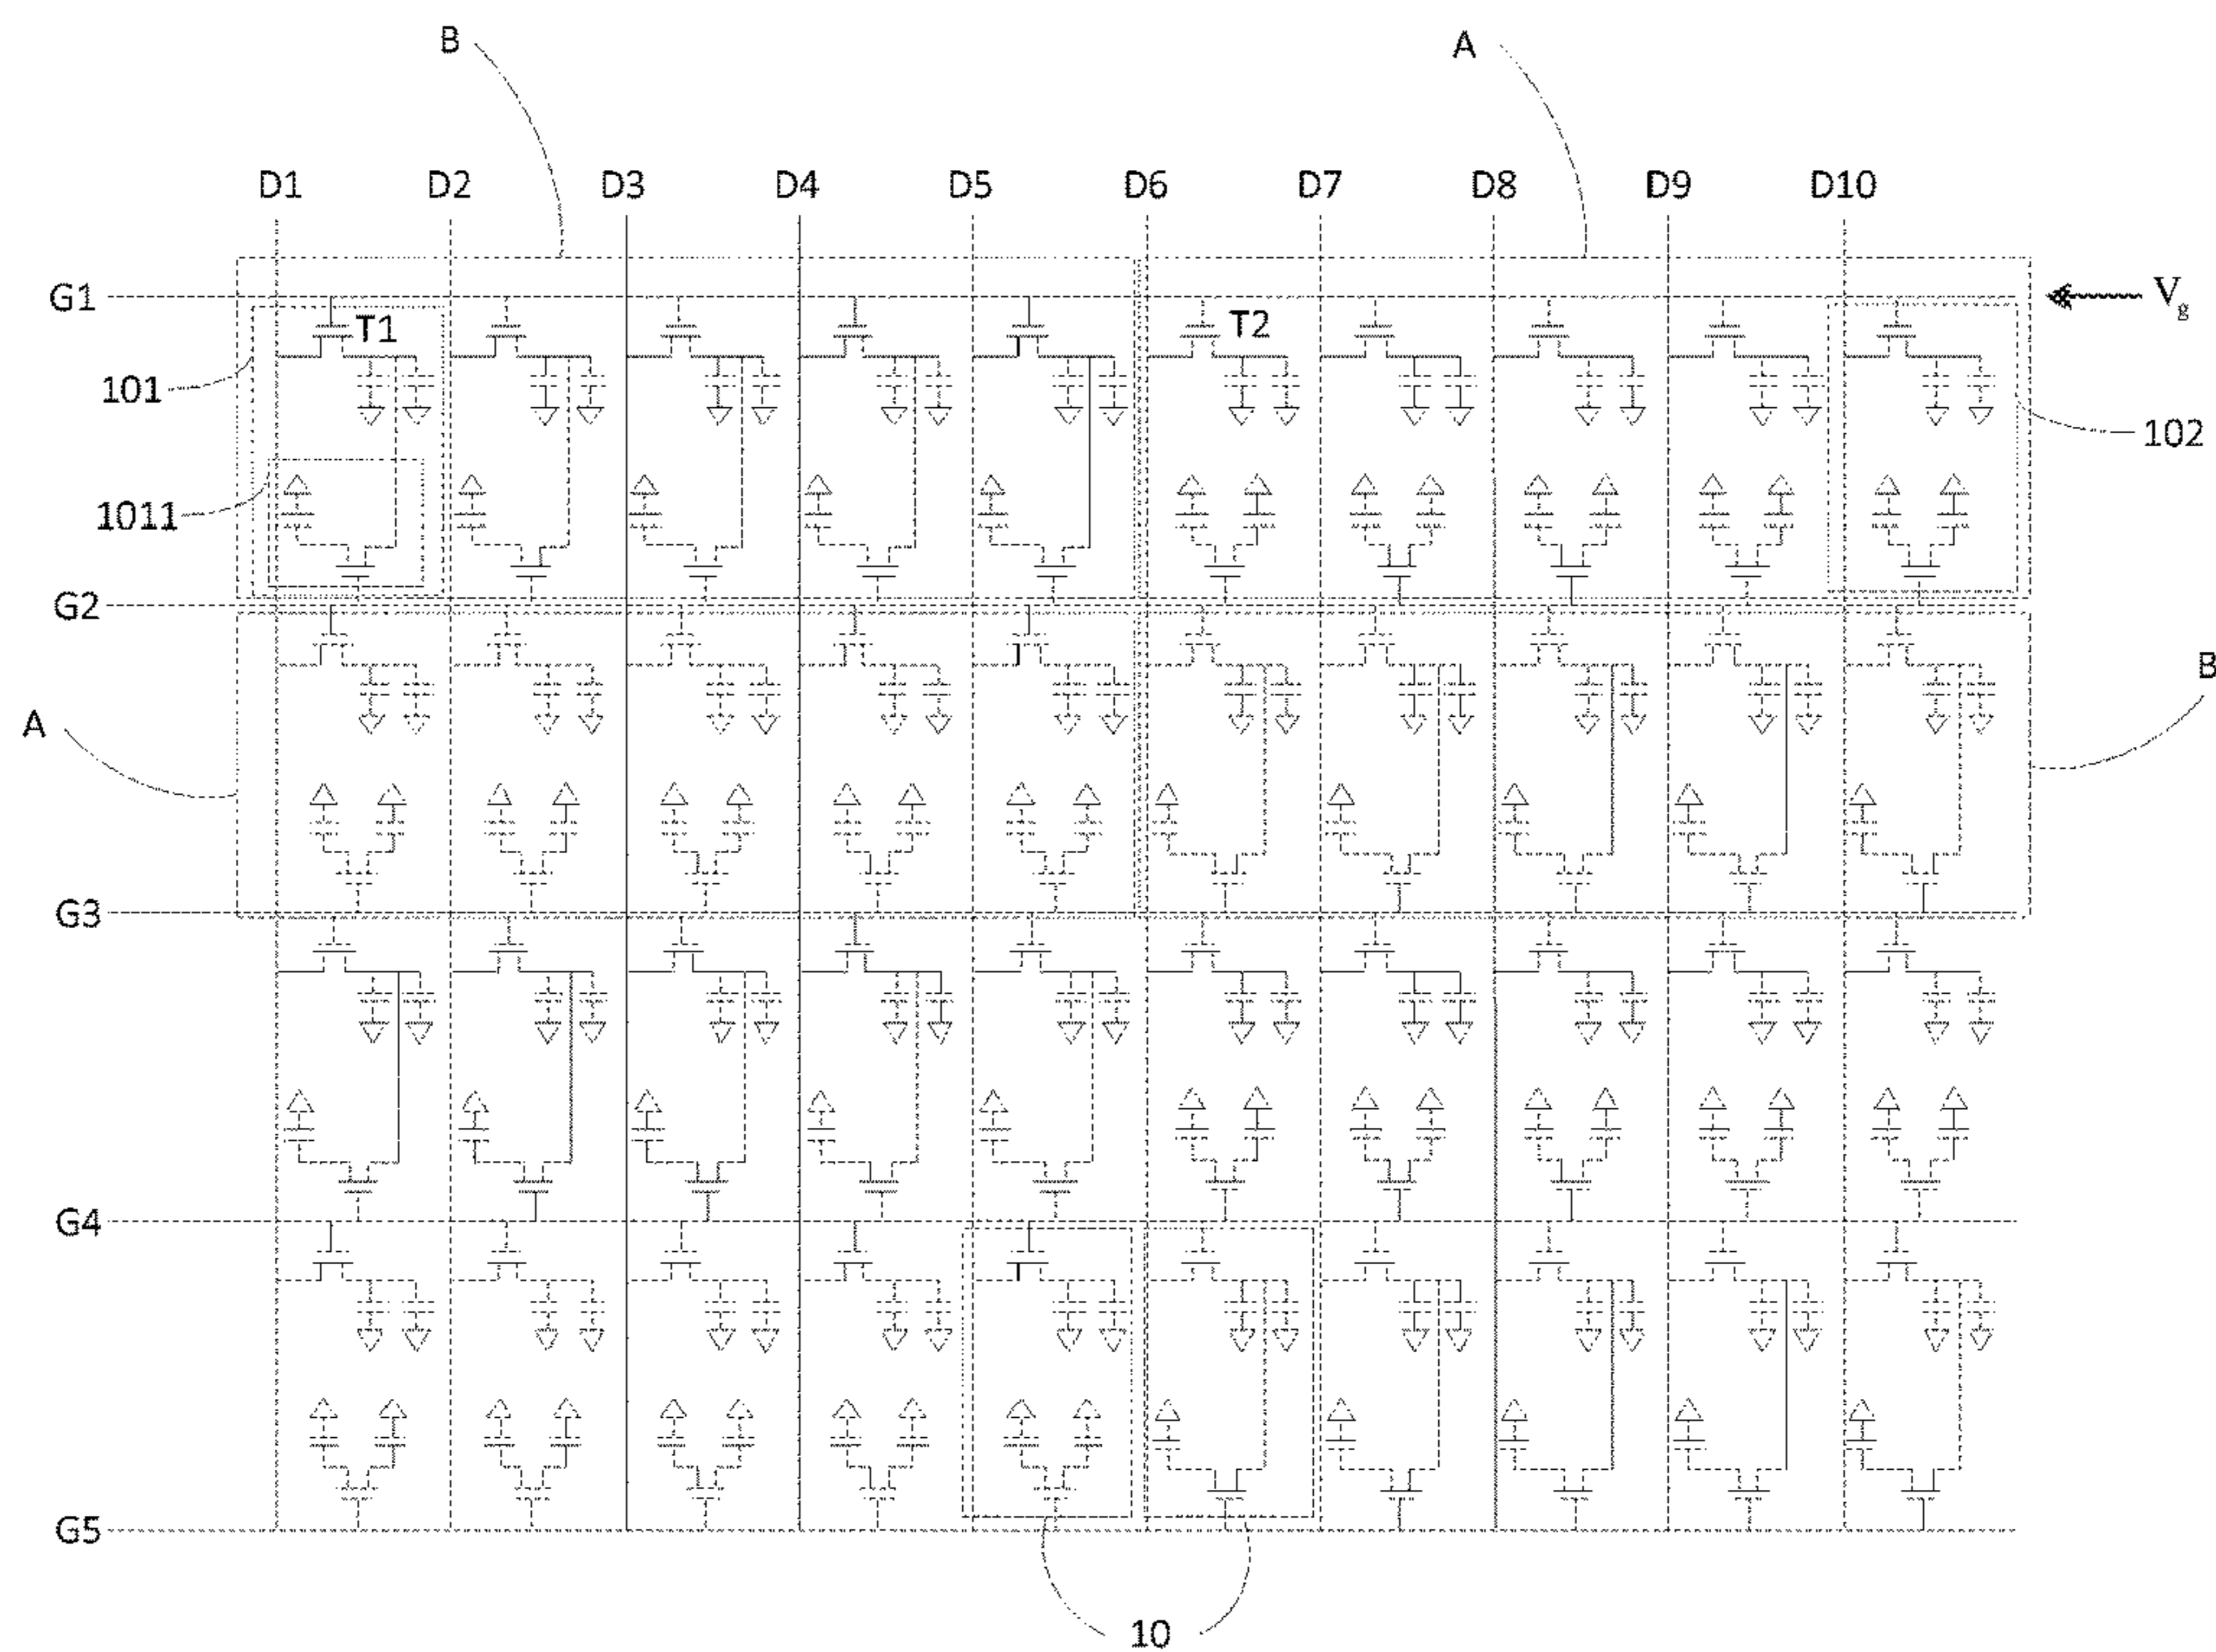 B A
D1 D2 D3 D4 D5 D6 D7 D8 D9 D10
G1 Vg
T1 T2
101
102
1011
G2
B
A
G3
G4
G5
10